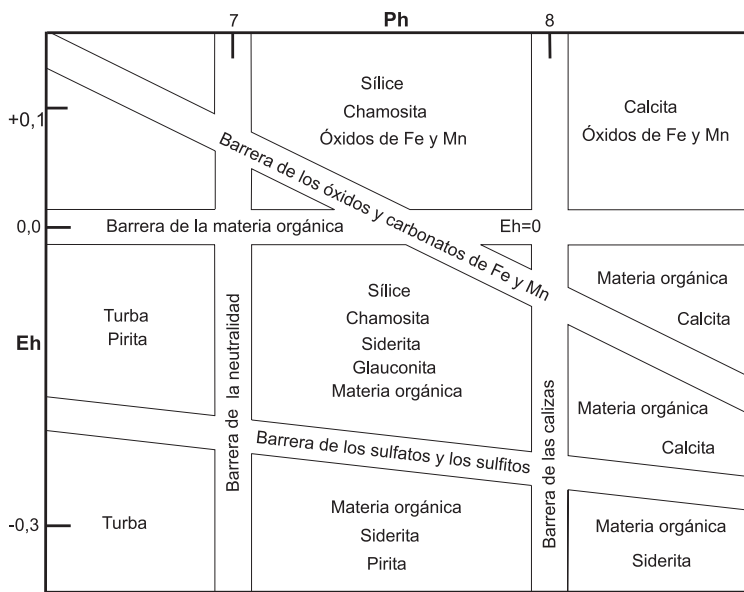 Ph
7
8
+0,1
0,0
Eh
-0,3
Sílice
Chamosita
Óxidos de Fe y Mn
Calcita
Óxidos de Fe y Mn
Barrera de los óxidos y carbonatos de Fe y Mn
Barrera de la materia orgánica
Eh=0
Turba
Pirita
Barrera de la neutralidad
Sílice
Chamosita
Siderita
Glauconita
Materia orgánica
Materia orgánica
Calcita
Materia orgánica
Calcita
Barrera de los sulfatos y los sulfitos
Barrera de las calizas
Turba
Materia orgánica
Siderita
Pirita
Materia orgánica
Siderita